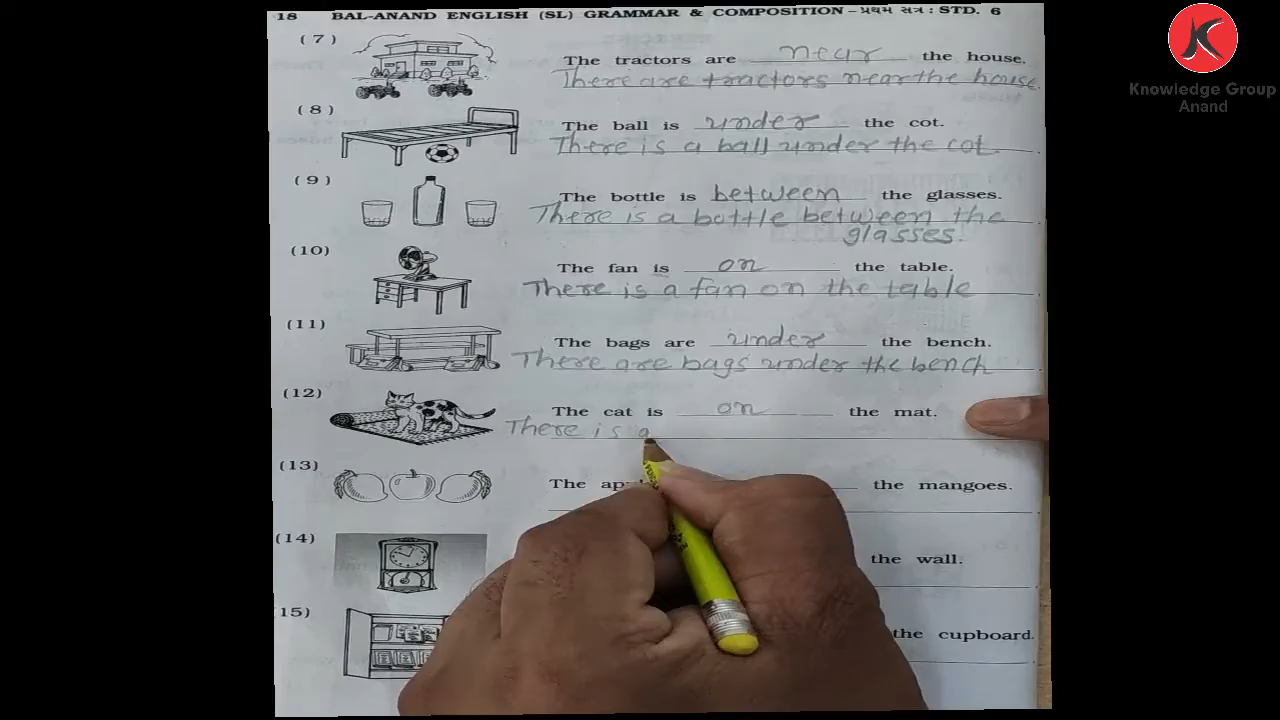 18 BAL-ANAND ENGLISH (SL) GRAMMAR & COMPOSITION – પ્રથમ સત્ર : STD. 6
(7)
The tractors are near the house.
There are tractors near the house.
(8)
The ball is under the cot.
There is a ball under the cot.
(9)
The bottle is between the glasses.
There is a bottle between the
glasses.
(10)
The fan is on the table.
There is a fan on the table
(11)
The bags are under the bench.
There are bags under the bench
(12)
The cat is on the mat.
There is a
(13)
The the mangoes.
(14)
the wall.
15)
the cupboard.
K
Knowledge Group
Anand